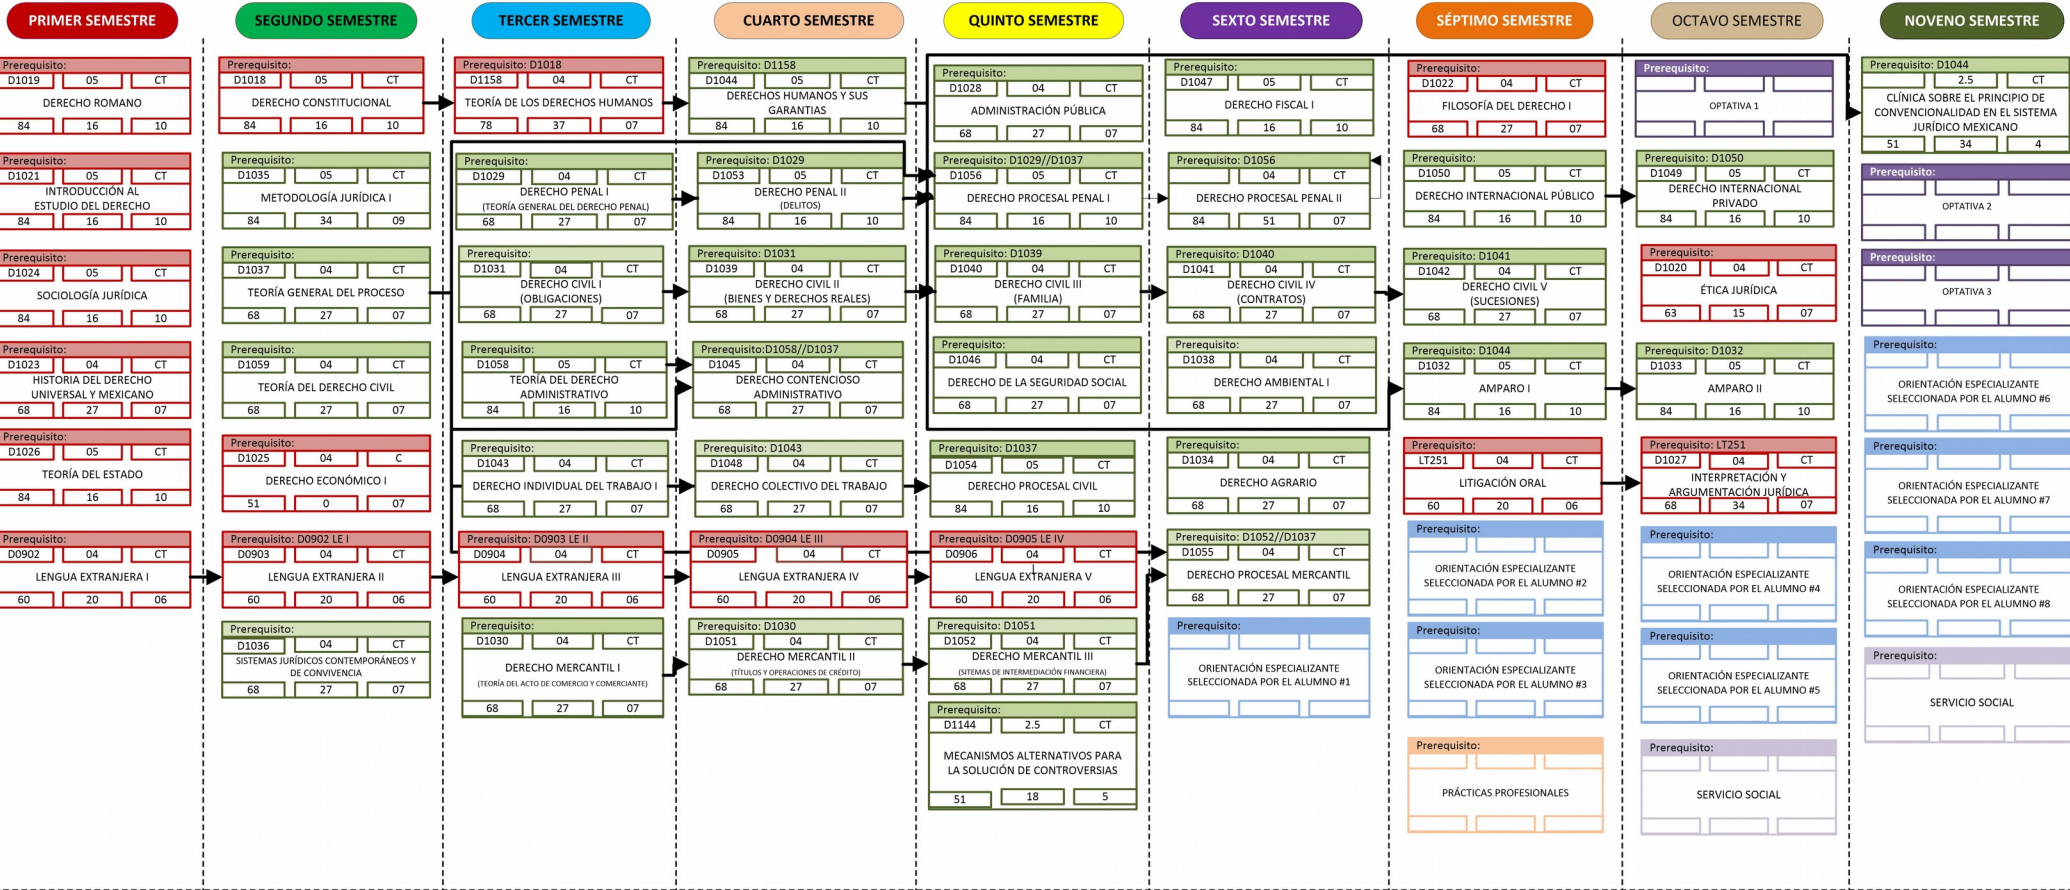 PRIMER SEMESTRE
Prerequisito:
D1019 05 CT
DERECHO ROMANO
84 16 10
Prerequisito:
D1021 05 CT
INTRODUCCIÓN AL
ESTUDIO DEL DERECHO
84 16 10
Prerequisito:
D1024 05 CT
SOCIOLOGÍA JURÍDICA
84 16 10
Prerequisito:
D1023 04 CT
HISTORIA DEL DERECHO
UNIVERSAL Y MEXICANO
68 27 07
Prerequisito:
D1026 05 CT
TEORÍA DEL ESTADO
84 16 10
Prerequisito:
D0902 04 CT
LENGUA EXTRANJERA I
60 20 06
SEGUNDO SEMESTRE
Prerequisito:
D1018 05 CT
DERECHO CONSTITUCIONAL
84 16 10
Prerequisito:
D1035 05 CT
METODOLOGÍA JURÍDICA I
84 34 09
Prerequisito:
D1037 04 CT
TEORÍA GENERAL DEL PROCESO
68 27 07
Prerequisito:
D1059 04 CT
TEORÍA DEL DERECHO CIVIL
68 27 07
Prerequisito:
D1025 04 C
DERECHO ECONÓMICO I
51 0 07
Prerequisito: D0902 LE I
D0903 04 CT
LENGUA EXTRANJERA II
60 20 06
Prerequisito:
D1036 04 CT
SISTEMAS JURÍDICOS CONTEMPORÁNEOS Y
DE CONVIVENCIA
68 27 07
TERCER SEMESTRE
Prerequisito: D1018
D1158 04 CT
TEORÍA DE LOS DERECHOS HUMANOS
78 37 07
Prerequisito:
D1029 04 CT
DERECHO PENAL I
(TEORÍA GENERAL DEL DERECHO PENAL)
68 27 07
Prerequisito:
D1031 04 CT
DERECHO CIVIL I
(OBLIGACIONES)
68 27 07
Prerequisito:
D1058 05 CT
TEORÍA DEL DERECHO
ADMINISTRATIVO
84 16 10
Prerequisito:
D1043 04 CT
DERECHO INDIVIDUAL DEL TRABAJO I
68 27 07
Prerequisito: D0903 LE II
D0904 04 CT
LENGUA EXTRANJERA III
60 20 06
Prerequisito:
D1030 04 CT
DERECHO MERCANTIL I
(TEORÍA DEL ACTO DE COMERCIO Y COMERCIANTE)
68 27 07
CUARTO SEMESTRE
Prerequisito: D1158
D1044 05 CT
DERECHOS HUMANOS Y SUS
GARANTIAS
84 16 10
Prerequisito: D1029
D1053 05 CT
DERECHO PENAL II
(DELITOS)
84 16 10
Prerequisito: D1031
D1039 04 CT
DERECHO CIVIL II
(BIENES Y DERECHOS REALES)
68 27 07
Prerequisito:D1058//D1037
D1045 04 CT
DERECHO CONTENCIOSO
ADMINISTRATIVO
68 27 07
Prerequisito: D1043
D1048 04 CT
DERECHO COLECTIVO DEL TRABAJO
68 27 07
Prerequisito: D0904 LE III
D0905 04 CT
LENGUA EXTRANJERA IV
60 20 06
Prerequisito: D1030
D1051 04 CT
DERECHO MERCANTIL II
(TÍTULOS Y OPERACIONES DE CRÉDITO)
68 27 07
QUINTO SEMESTRE
Prerequisito:
D1028 04 CT
ADMINISTRACIÓN PÚBLICA
68 27 07
Prerequisito: D1029//D1037
D1056 05 CT
DERECHO PROCESAL PENAL I
84 16 10
Prerequisito: D1039
D1040 04 CT
DERECHO CIVIL III
(FAMILIA)
68 27 07
Prerequisito:
D1046 04 CT
DERECHO DE LA SEGURIDAD SOCIAL
68 27 07
Prerequisito: D1037
D1054 05 CT
DERECHO PROCESAL CIVIL
84 16 10
Prerequisito: D0905 LE IV
D0906 04 CT
LENGUA EXTRANJERA V
60 20 06
Prerequisito: D1051
D1052 04 CT
DERECHO MERCANTIL III
(SITEMAS DE INTERMEDIACIÓN FINANCIERA)
68 27 07
Prerequisito:
D1144 2.5 CT
MECANISMOS ALTERNATIVOS PARA
LA SOLUCIÓN DE CONTROVERSIAS
51 18 5
SEXTO SEMESTRE
Prerequisito:
D1047 05 CT
DERECHO FISCAL I
84 16 10
Prerequisito: D1056
04 CT
DERECHO PROCESAL PENAL II
84 51 07
Prerequisito: D1040
D1041 04 CT
DERECHO CIVIL IV
(CONTRATOS)
68 27 07
Prerequisito:
D1038 04 CT
DERECHO AMBIENTAL I
68 27 07
Prerequisito:
D1034 04 CT
DERECHO AGRARIO
68 27 07
Prerequisito: D1052//D1037
D1055 04 CT
DERECHO PROCESAL MERCANTIL
68 27 07
Prerequisito:
ORIENTACIÓN ESPECIALIZANTE
SELECCIONADA POR EL ALUMNO #1
SÉPTIMO SEMESTRE
Prerequisito:
D1022 04 CT
FILOSOFÍA DEL DERECHO I
68 27 07
Prerequisito:
D1050 05 CT
DERECHO INTERNACIONAL PÚBLICO
84 16 10
Prerequisito: D1041
D1042 04 CT
DERECHO CIVIL V
(SUCESIONES)
68 27 07
Prerequisito: D1044
D1032 05 CT
AMPARO I
84 16 10
Prerequisito:
LT251 04 CT
LITIGACIÓN ORAL
60 20 06
Prerequisito:
ORIENTACIÓN ESPECIALIZANTE
SELECCIONADA POR EL ALUMNO #2
Prerequisito:
ORIENTACIÓN ESPECIALIZANTE
SELECCIONADA POR EL ALUMNO #3
Prerequisito:
PRÁCTICAS PROFESIONALES
OCTAVO SEMESTRE
Prerequisito:
OPTATIVA 1
Prerequisito: D1050
D1049 05 CT
DERECHO INTERNACIONAL
PRIVADO
84 16 10
Prerequisito:
D1020 04 CT
ÉTICA JURÍDICA
63 15 07
Prerequisito: D1032
D1033 05 CT
AMPARO II
84 16 10
Prerequisito: LT251
D1027 04 CT
INTERPRETACIÓN Y
ARGUMENTACIÓN JURÍDICA
68 34 07
Prerequisito:
ORIENTACIÓN ESPECIALIZANTE
SELECCIONADA POR EL ALUMNO #4
Prerequisito:
ORIENTACIÓN ESPECIALIZANTE
SELECCIONADA POR EL ALUMNO #5
Prerequisito:
SERVICIO SOCIAL
NOVENO SEMESTRE
Prerequisito: D1044
2.5 CT
CLÍNICA SOBRE EL PRINCIPIO DE
CONVENCIONALIDAD EN EL SISTEMA
JURÍDICO MEXICANO
51 34 4
Prerequisito:
OPTATIVA 2
Prerequisito:
OPTATIVA 3
Prerequisito:
ORIENTACIÓN ESPECIALIZANTE
SELECCIONADA POR EL ALUMNO #6
Prerequisito:
ORIENTACIÓN ESPECIALIZANTE
SELECCIONADA POR EL ALUMNO #7
Prerequisito:
ORIENTACIÓN ESPECIALIZANTE
SELECCIONADA POR EL ALUMNO #8
Prerequisito:
SERVICIO SOCIAL